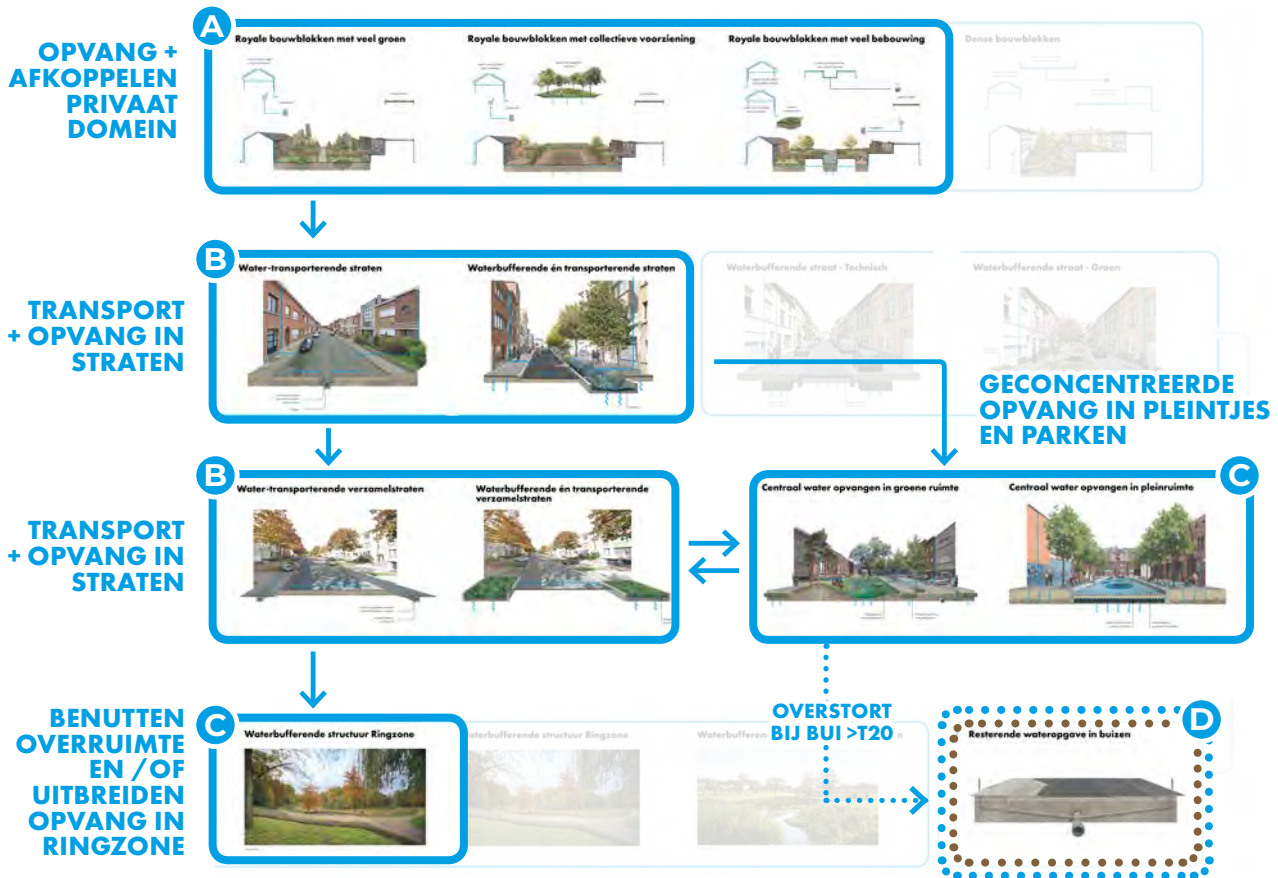 A
OPVANG +
AFKOPPELEN
PRIVAAT
DOMEIN
Royale bouwblokken met veel groen
Royale bouwblokken met collectieve voorziening
Royale bouwblokken met veel bebouwing
Dense bouwblokken
B
TRANSPORT
+ OPVANG IN
STRATEN
Water-transporterende straten
Waterbufferende én transporterende straten
Waterbufferende straat - Technisch
Waterbufferende straat - Groen
GECONCENTREERDE
OPVANG IN PLEINTJES
EN PARKEN
B
TRANSPORT
+ OPVANG IN
STRATEN
Water-transporterende verzamelstraten
Waterbufferende én transporterende
verzamelstraten
C
Centraal water opvangen in groene ruimte
Centraal water opvangen in pleinruimte
BENUTTEN
OVERRUIMTE
EN /OF
UITBREIDEN
OPVANG IN
RINGZONE
C
Waterbufferende structuur Ringzone
Waterbufferende structuur Ringzone
OVERSTORT
BIJ BUI >T20
D
Resterende wateropgave in buizen